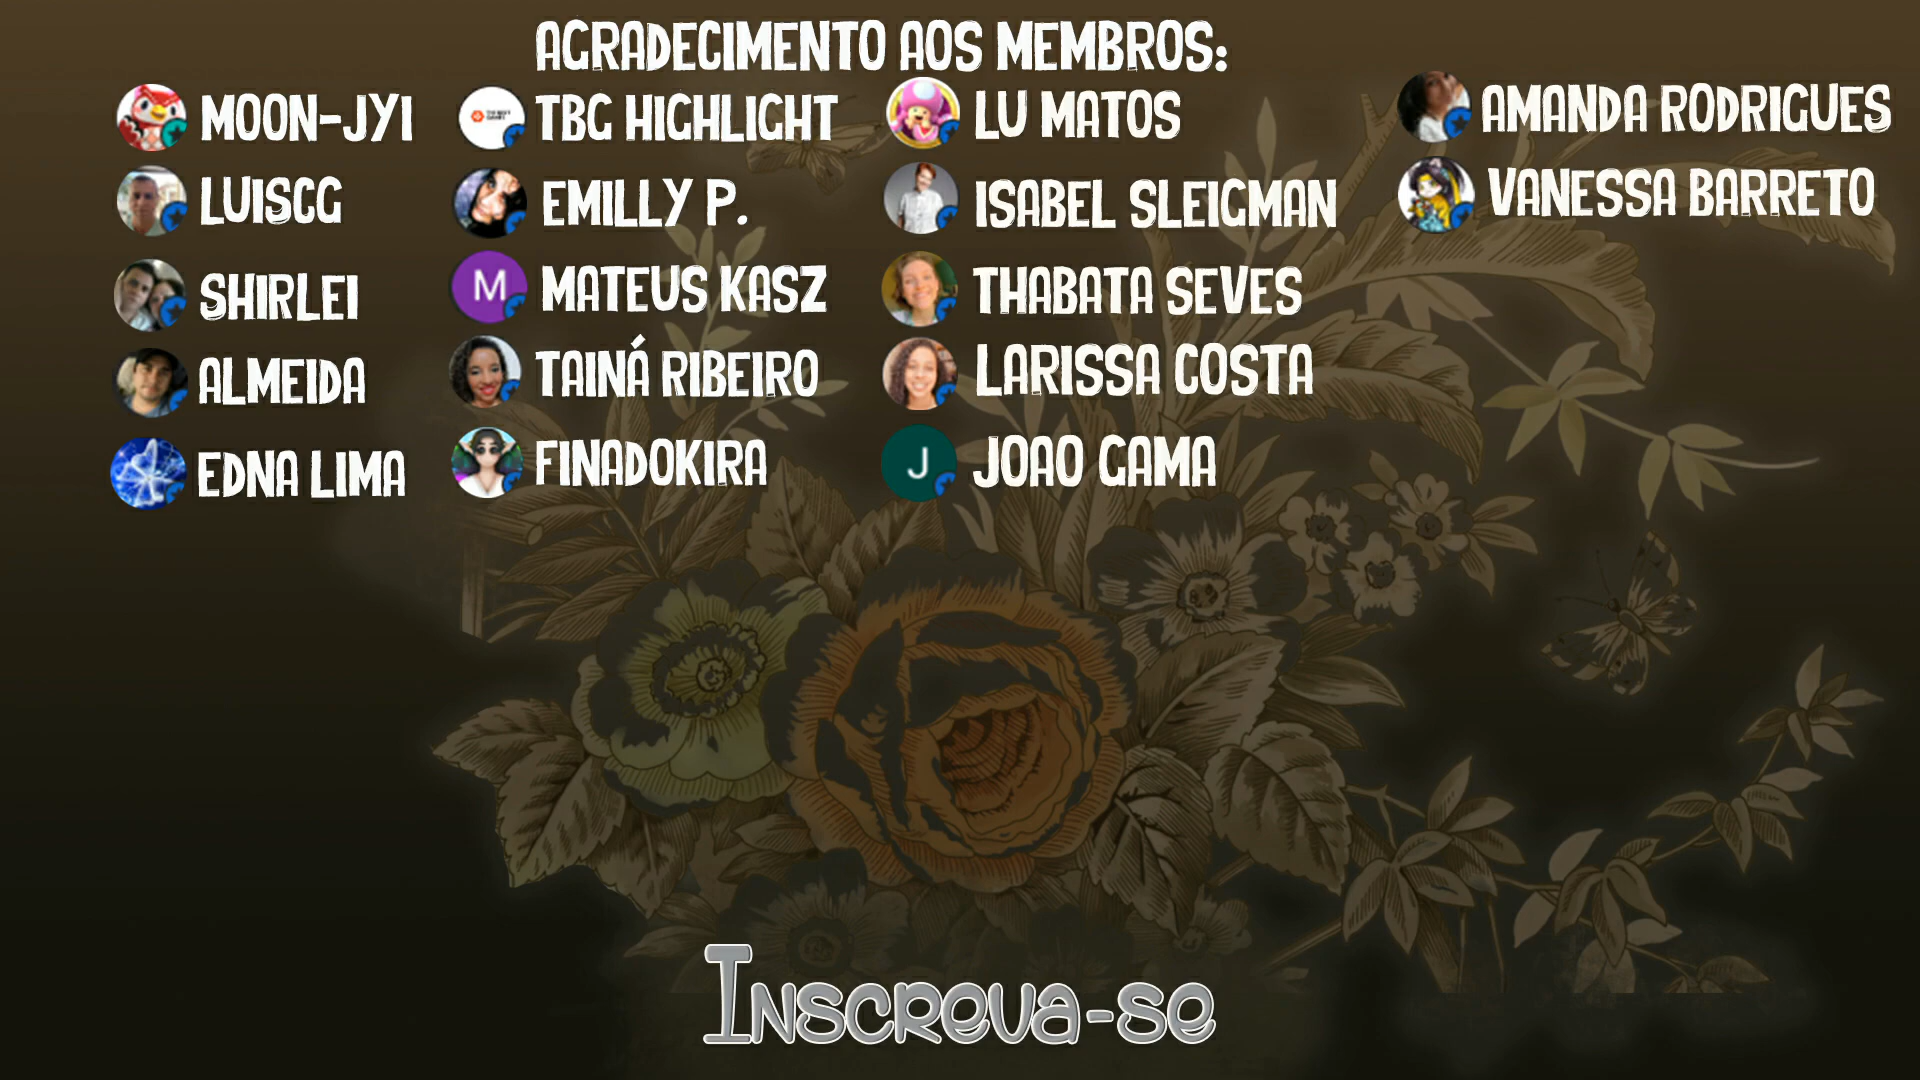 AGRADECIMENTO AOS MEMBROS:
MOON-JYI
LUISCG
SHIRLEI
ALMEIDA
EDNA LIMA
TBG HIGHLIGHT
EMILLY P.
M
MATEUS KASZ
TAINÁ RIBEIRO
FINADOKIRA
LU MATOS
ISABEL SLEIGMAN
THABATA SEVES
LARISSA COSTA
J
JOAO GAMA
AMANDA RODRIGUES
VANESSA BARRETO
Inscreva-se